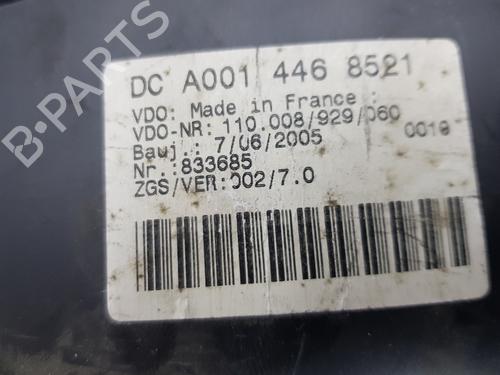 DC A001 446 8521
VDO: Made in France :
VDO-NR: 110.008/929/060
Bauj.: 7/06/2005 0019
Nr.:833685
ZGS/VER:002/7.0
B-PARTS